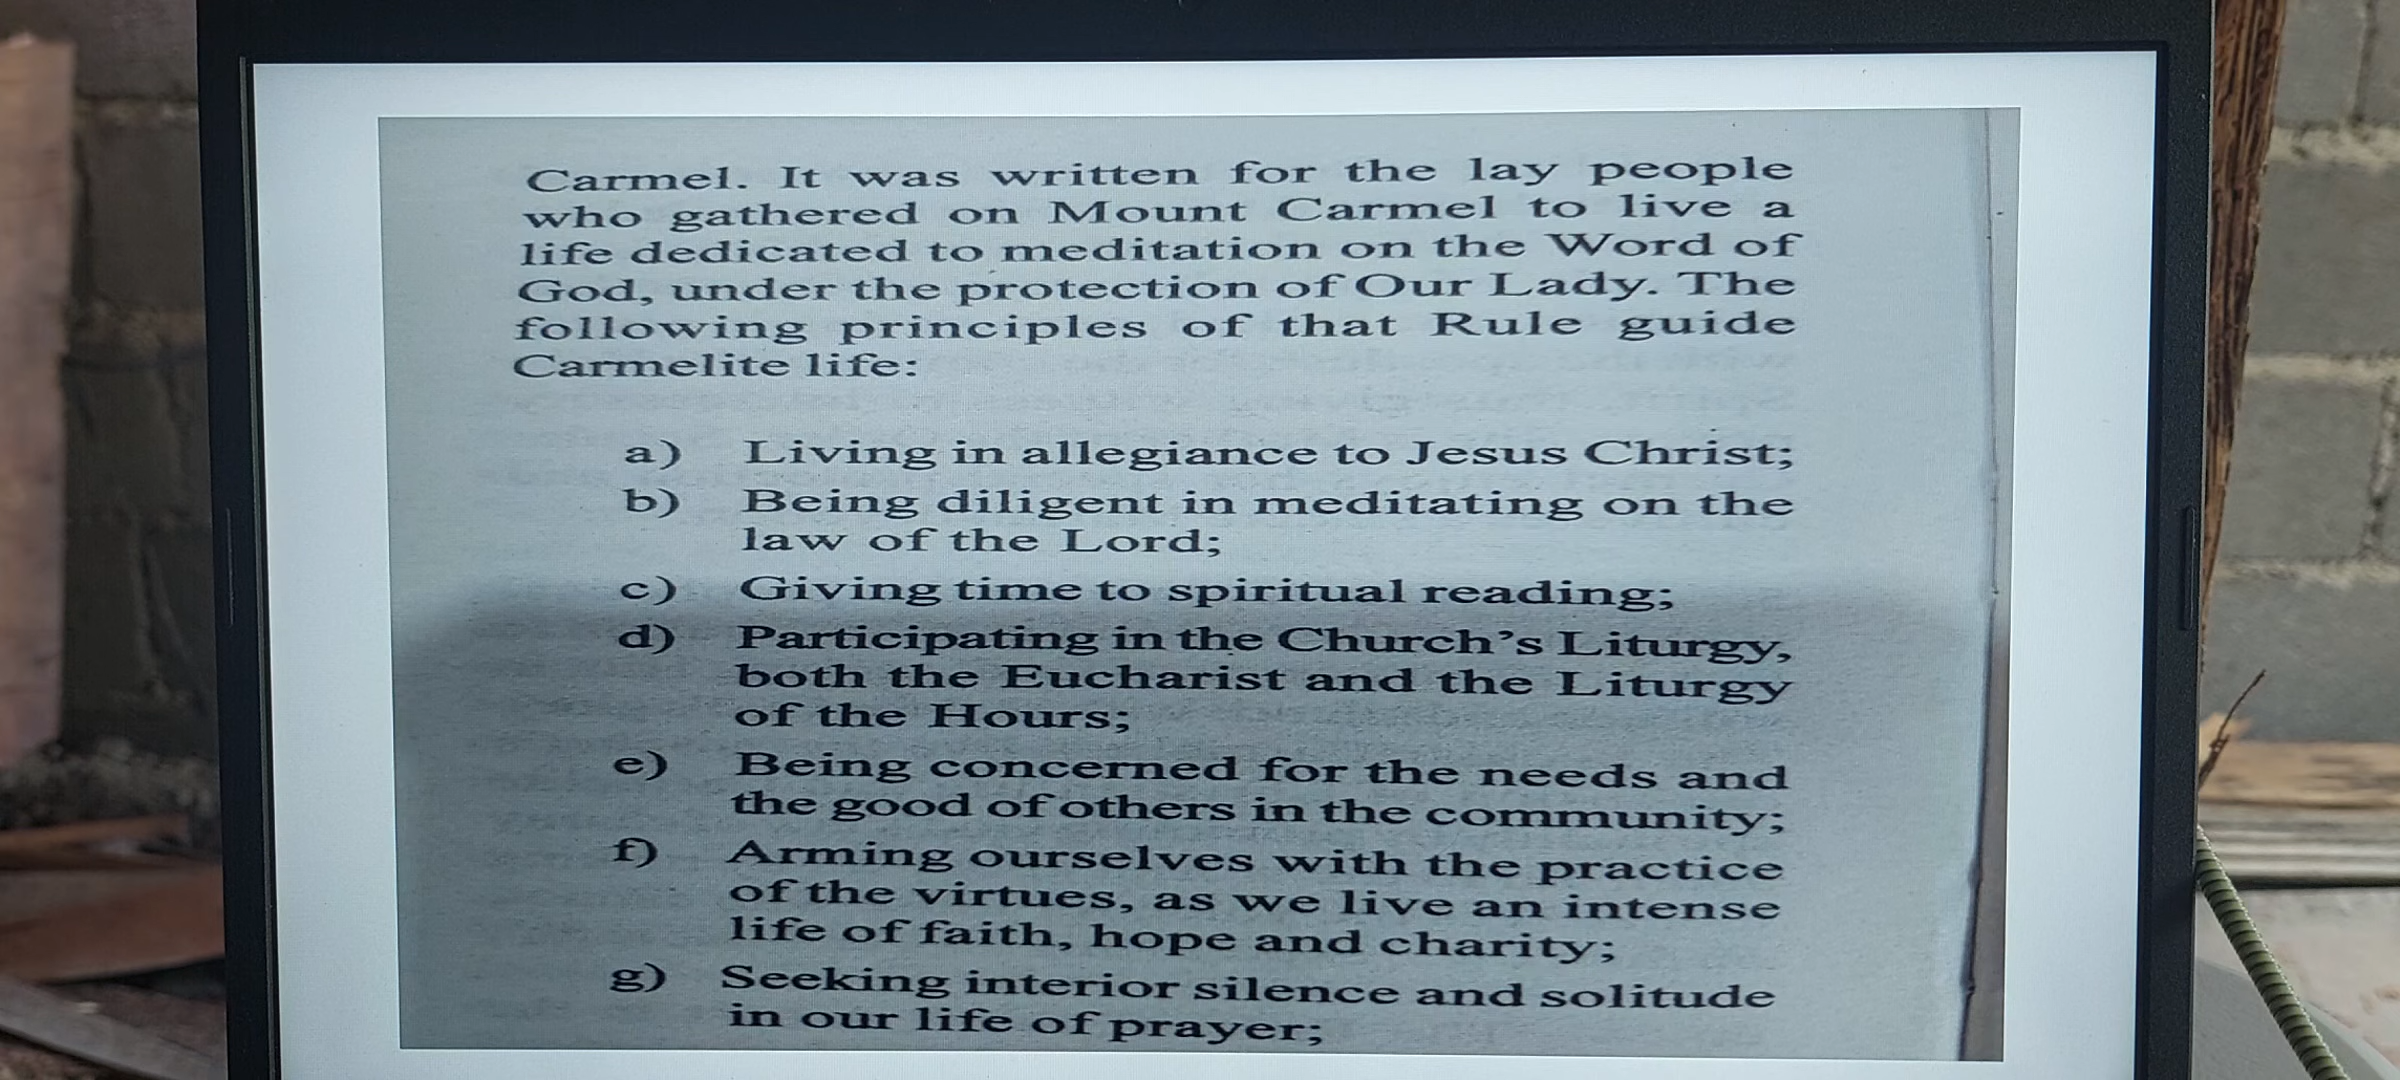 Carmel. It was written for the lay people
who gathered on Mount Carmel to live a
life dedicated to meditation on the Word of
God, under the protection of Our Lady. The
following principles of that Rule guide
Carmelite life:
a) Living in allegiance to Jesus Christ;
b) Being diligent in meditating on the
law of the Lord;
c) Giving time to spiritual reading;
d) Participating in the Church's Liturgy,
both the Eucharist and the Liturgy
of the Hours;
e) Being concerned for the needs and
the good of others in the community;
f) Arming ourselves with the practice
of the virtues, as we live an intense
life of faith, hope and charity;
g) Seeking interior silence and solitude
in our life of prayer;